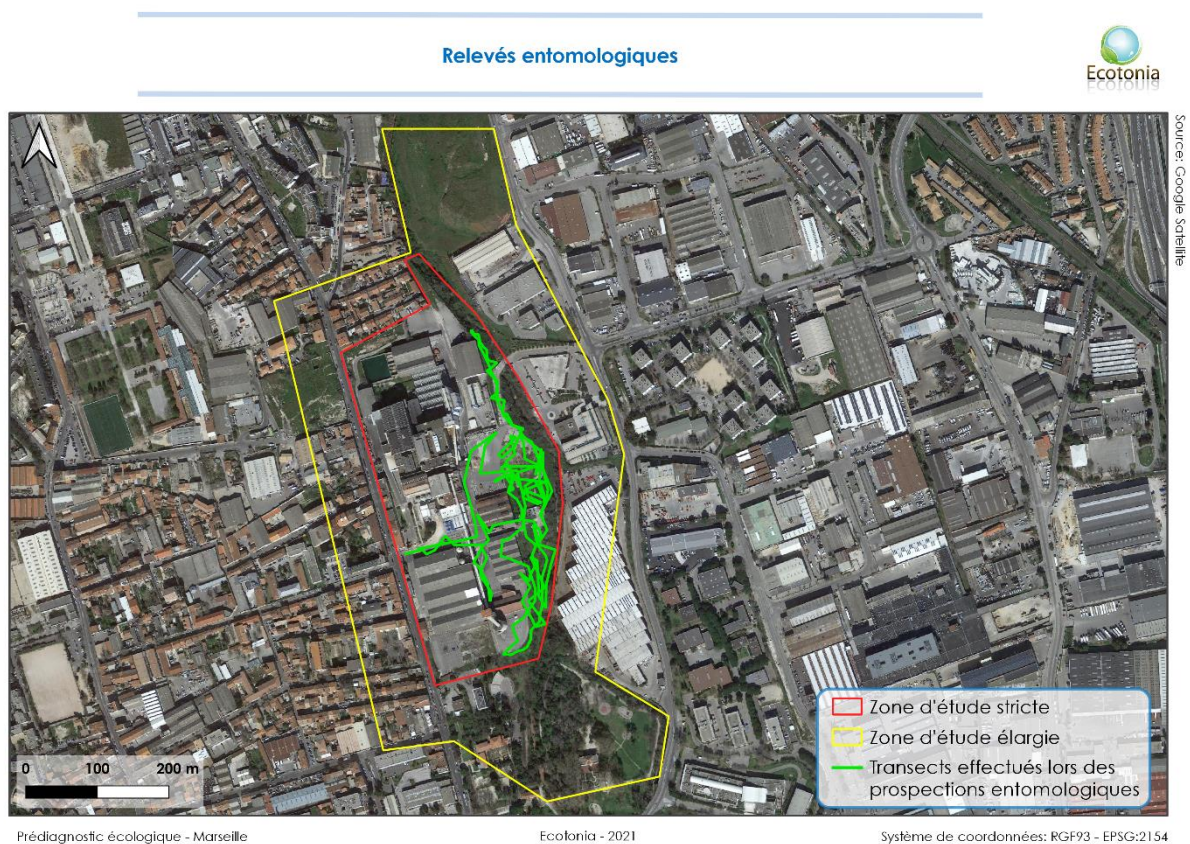 Relevés entomologiques
Ecotonia
Source: Google Satellite
Zone d'étude stricte
Zone d'étude élargie
Transects effectués lors des
prospections entomologiques
0 100 200 m
Prédiagnostic écologique - Marseille
Ecotonia - 2021
Système de coordonnées: RGF93 - EPSG:2154